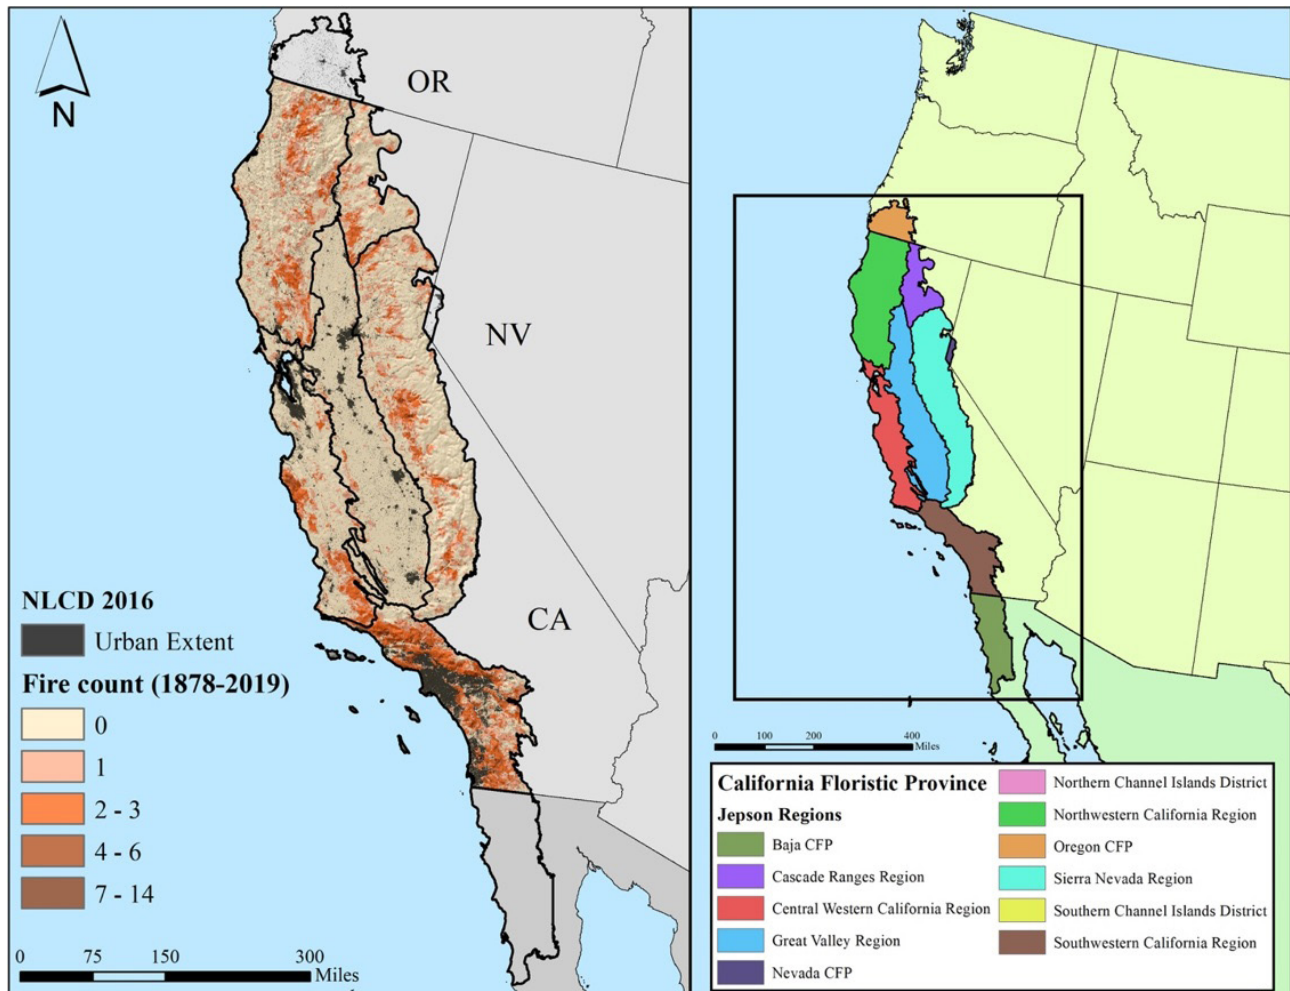 N
OR
NV
CA
NLCD 2016
Urban Extent
Fire count (1878-2019)
0
1
2 - 3
4 - 6
7 - 14
0 75 150 300
Miles
0 100 200 400
Miles
California Floristic Province
Jepson Regions
Baja CFP
Cascade Ranges Region
Central Western California Region
Great Valley Region
Nevada CFP
Northern Channel Islands District
Northwestern California Region
Oregon CFP
Sierra Nevada Region
Southern Channel Islands District
Southwestern California Region